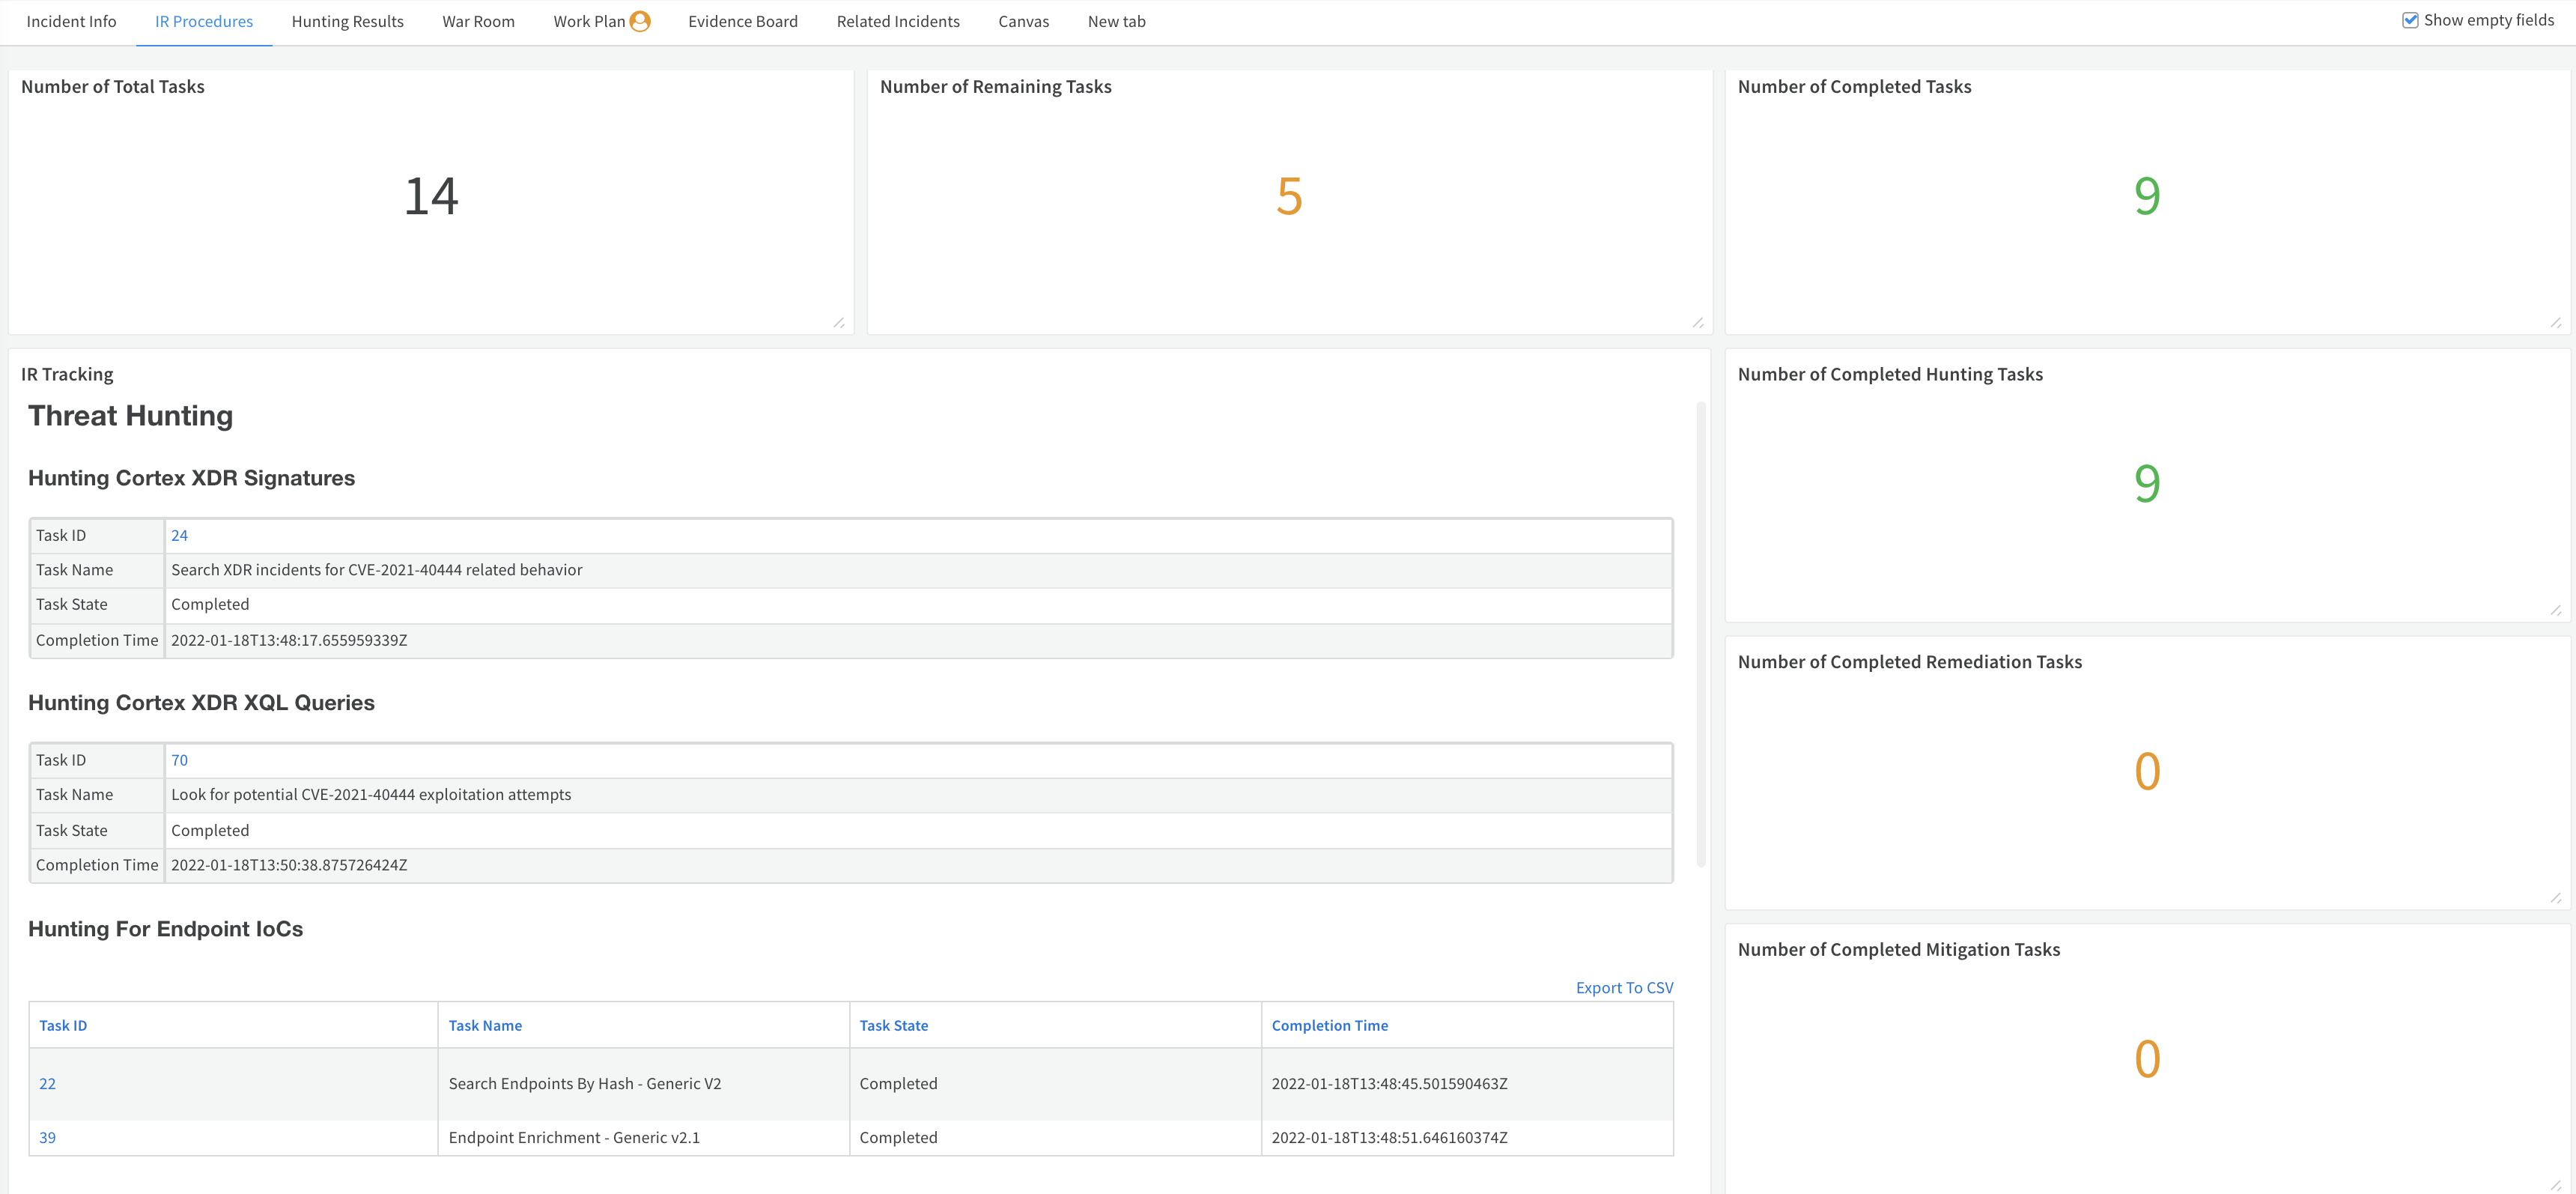 Incident Info IR Procedures Hunting Results War Room Work Plan Evidence Board Related Incidents Canvas New tab Show empty fields
Number of Total Tasks
14
Number of Remaining Tasks
5
Number of Completed Tasks
9
IR Tracking
Threat Hunting
Hunting Cortex XDR Signatures
Task ID 24
Task Name Search XDR incidents for CVE-2021-40444 related behavior
Task State Completed
Completion Time 2022-01-18T13:48:17.655959339Z
Hunting Cortex XDR XQL Queries
Task ID 70
Task Name Look for potential CVE-2021-40444 exploitation attempts
Task State Completed
Completion Time 2022-01-18T13:50:38.875726424Z
Hunting For Endpoint IoCs
Export To CSV
Task ID Task Name Task State Completion Time
22 Search Endpoints By Hash - Generic V2 Completed 2022-01-18T13:48:45.501590463Z
39 Endpoint Enrichment - Generic v2.1 Completed 2022-01-18T13:48:51.646160374Z
Number of Completed Hunting Tasks
9
Number of Completed Remediation Tasks
0
Number of Completed Mitigation Tasks
0